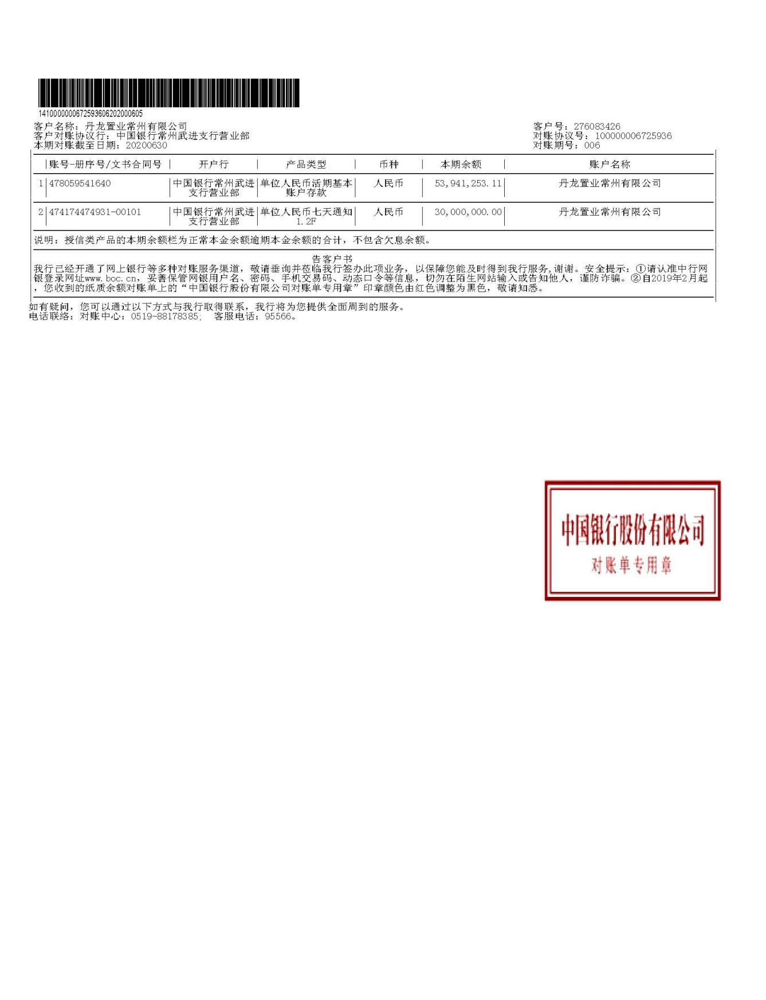 1410000000672593606202000605
客户名称：丹龙置业常州有限公司 客户号：276083426
客户对账协议行：中国银行常州武进支行营业部 对账协议号：100000006725936
本期对账截至日期：20200630 对账期号：006
账号-册序号/文书合同号 开户行 产品类型 币种 本期余额 账户名称
1 478059541640 中国银行常州武进 单位人民币活期基本 人民币 53,941,253.11 丹龙置业常州有限公司
支行营业部 账户存款
2 474174474931-00101 中国银行常州武进 单位人民币七天通知 人民币 30,000,000.00 丹龙置业常州有限公司
支行营业部 1.2F
说明：授信类产品的本期余额栏为正常本金余额逾期本金余额的合计，不包含欠息余额。
告客户书
我行已经开通了网上银行等多种对账服务渠道，敬请垂询并莅临我行签办此项业务，以保障您能及时得到我行服务,谢谢。安全提示：①请认准中行网
银登录网址www.boc.cn，妥善保管网银用户名、密码、手机交易码、动态口令等信息，切勿在陌生网站输入或告知他人，谨防诈骗。②自2019年2月起
，您收到的纸质余额对账单上的“中国银行股份有限公司对账单专用章”印章颜色由红色调整为黑色，敬请知悉。
如有疑问，您可以通过以下方式与我行取得联系，我行将为您提供全面周到的服务。
电话联络：对账中心：0519-88178385; 客服电话：95566。
中国银行股份有限公司
对账单专用章